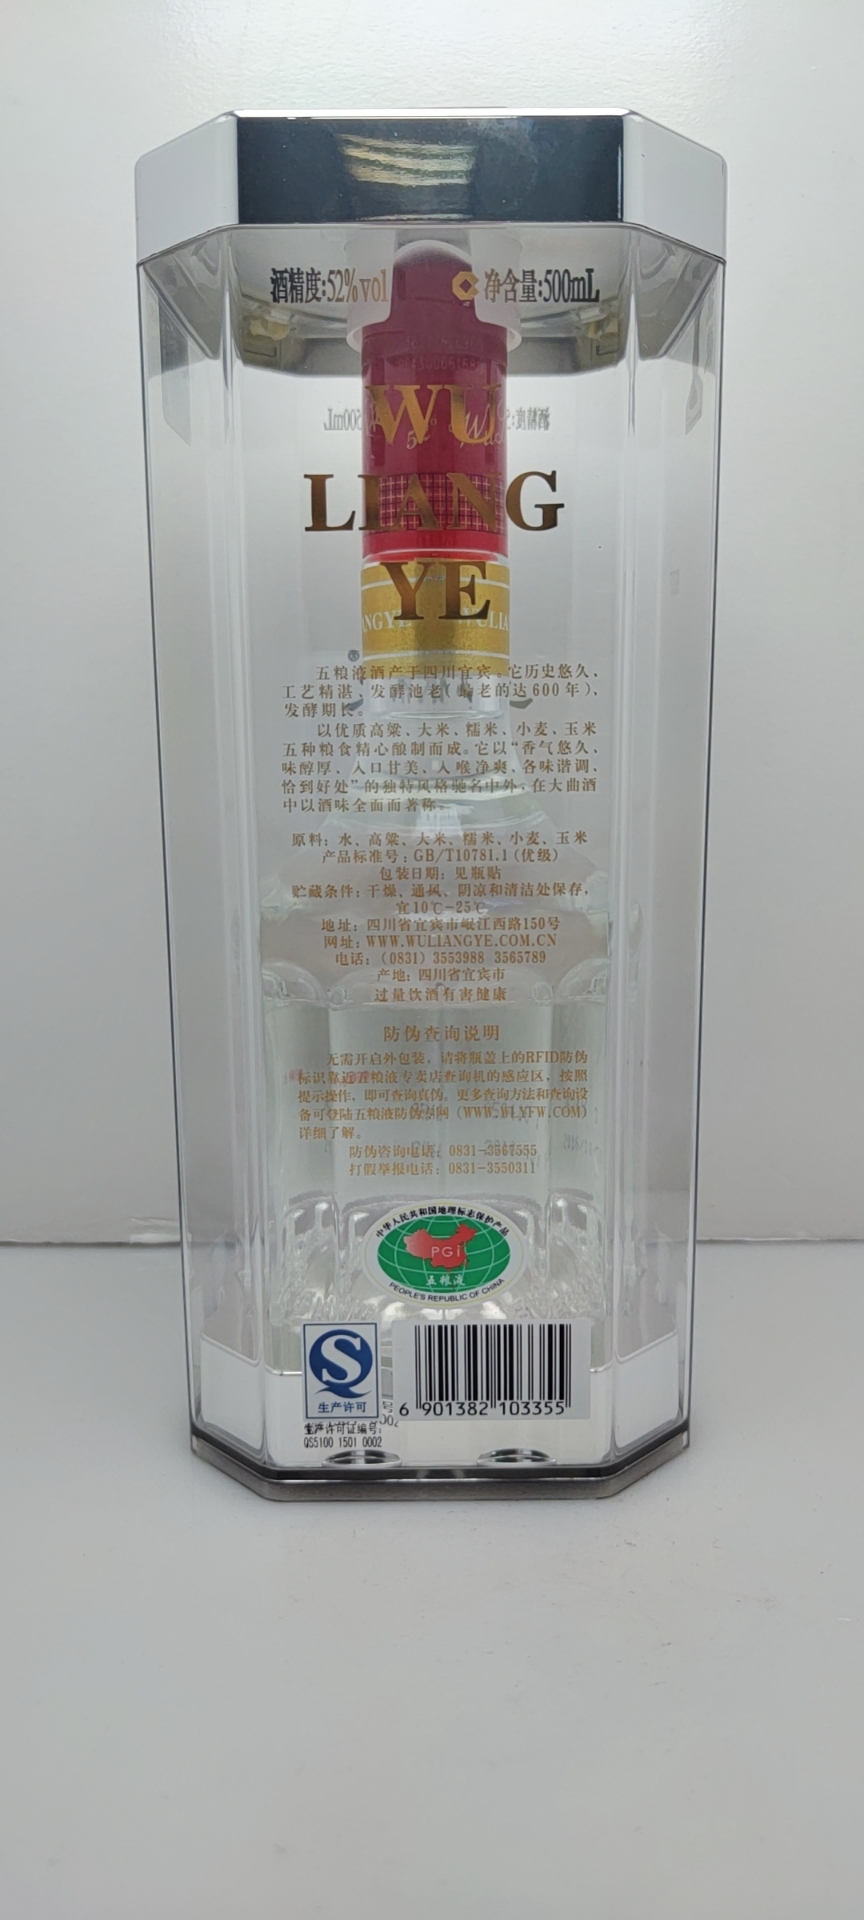 酒精度:52%vol 净含量:500mL
WU
LIANG
YE
五粮液酒产于四川宜宾。它历史悠久、
工艺精湛、发酵池老(最老的达600年),
发酵期长。
以优质高粱、大米、糯米、小麦、玉米
五种粮食精心酿制而成。它以“香气悠久、
味醇厚、入口甘美、入喉净爽、各味谐调、
恰到好处”的独特风格驰名中外,在大曲酒
中以酒味全面而著称。
原料: 水、高粱、大米、糯米、小麦、玉米
产品标准号: GB/T10781.1 (优级)
包装日期: 见瓶贴
贮藏条件: 干燥、通风、阴凉和清洁处保存,
宜10℃-25℃
地址: 四川省宜宾市岷江西路150号
网址: WWW.WULIANGYE.COM.CN
电话: (0831) 3553988 3565789
产地: 四川省宜宾市
过量饮酒有害健康
防伪查询说明
无需开启外包装, 请将瓶盖上的RFID防伪
标识靠近五粮液专卖店查询机的感应区, 按照
提示操作, 即可查询真伪。更多查询方法和查询设
备可登陆五粮液防伪专网 (WWW.WLYFW.COM)
详细了解。
防伪咨询电话: 0831-3567555
打假举报电话: 0831-3550311
中华人民共和国地理标志保护产品
PGi
五粮液
PEOPLE'S REPUBLIC OF CHINA
生产许可
生产许可证编号:
QS5100 1501 0002
6 901382 103355